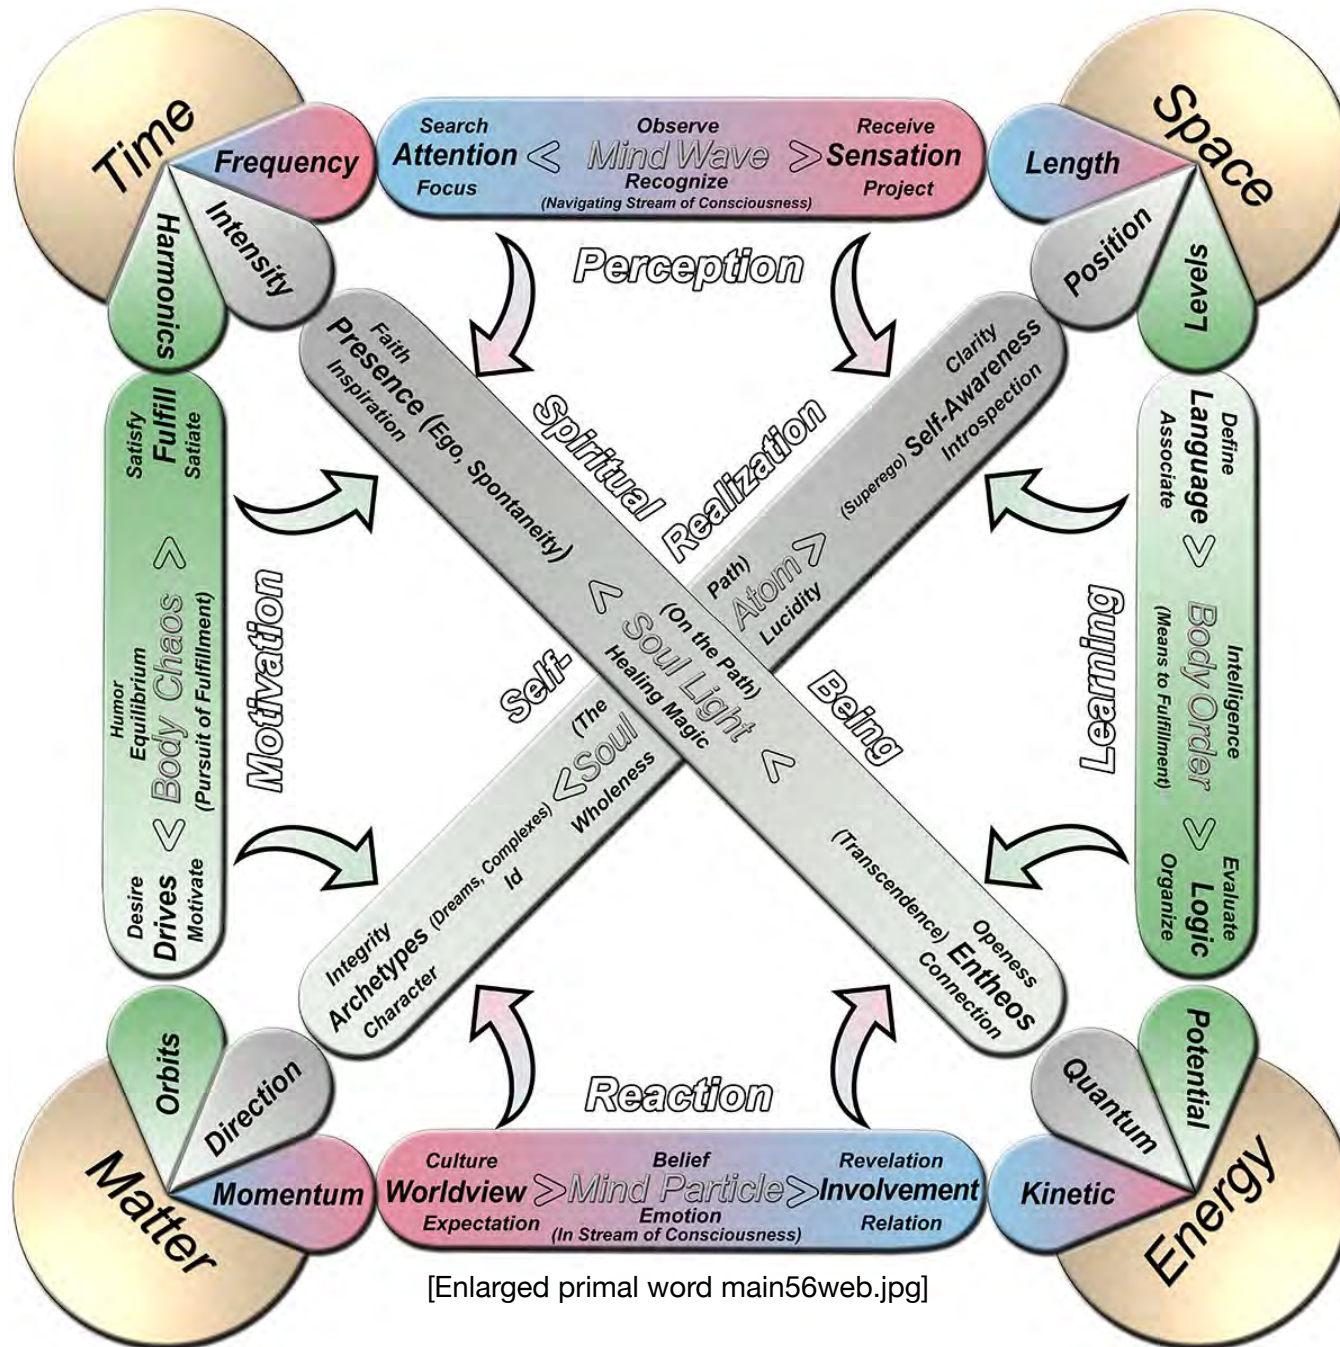 Time
Frequency
Intensity
Harmonics
Space
Length
Position
Levels
Search
Attention
Focus
<
Observe
Mind Wave
Recognize
(Navigating Stream of Consciousness)
>
Receive
Sensation
Project
Perception
Faith
Presence (Ego, Spontaneity)
Inspiration
<
(On the Path)
Soul Light
Healing Magic
<
Openess
(Transcendence) Entheos
Connection
Spiritual
Being
Clarity
(Superego) Self-Awareness
Introspection
Self-
Realization
(The
Path)
< Soul
Atom >
Wholeness
Lucidity
Integrity
Archetypes (Dreams, Complexes)
Id
Character
Satisfy
Fulfill
Satiate
>
Humor
Equilibrium
Body Chaos
(Pursuit of Fulfillment)
<
Desire
Drives
Motivate
Motivation
Define
Language
Associate
>
Intelligence
Body Order
(Means to Fulfillment)
>
Evaluate
Logic
Organize
Learning
Reaction
Culture
Worldview
Expectation
>
Belief
Mind Particle
Emotion
(In Stream of Consciousness)
>
Revelation
Involvement
Relation
Matter
Orbits
Direction
Momentum
Energy
Potential
Quantum
Kinetic
[Enlarged primal word main56web.jpg]